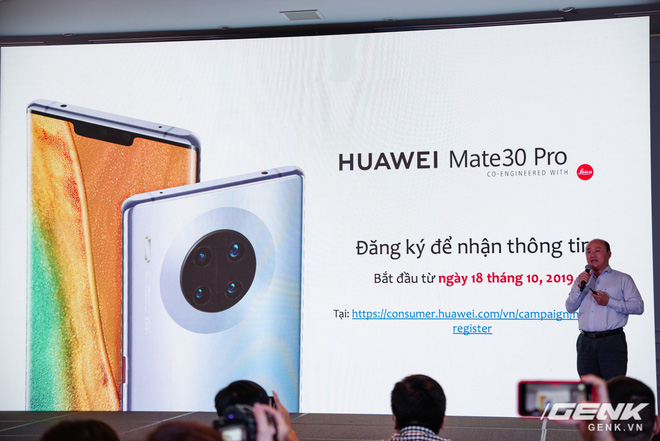 HUAWEI Mate30 Pro
CO-ENGINEERED WITH
Leica
Đăng ký để nhận thông tin
Bắt đầu từ ngày 18 tháng 10, 2019
Tại: https://consumer.huawei.com/vn/campaign
register
GENK
GENK.VN